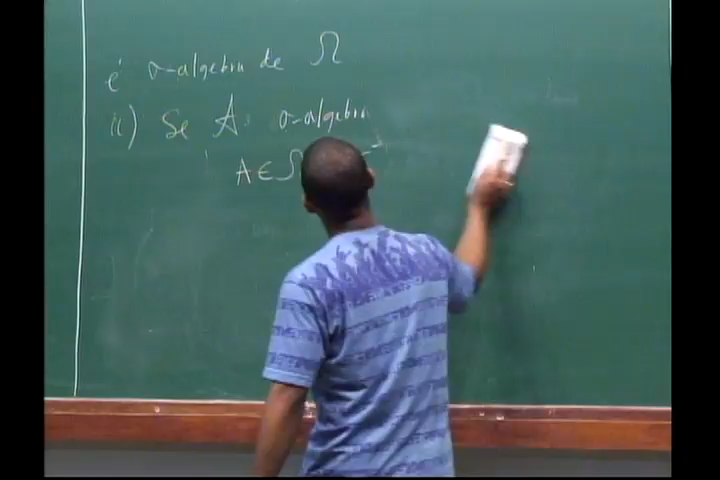 é σ-algebra de Ω
ii) Se A: σ-algebra
A ∈ Ω